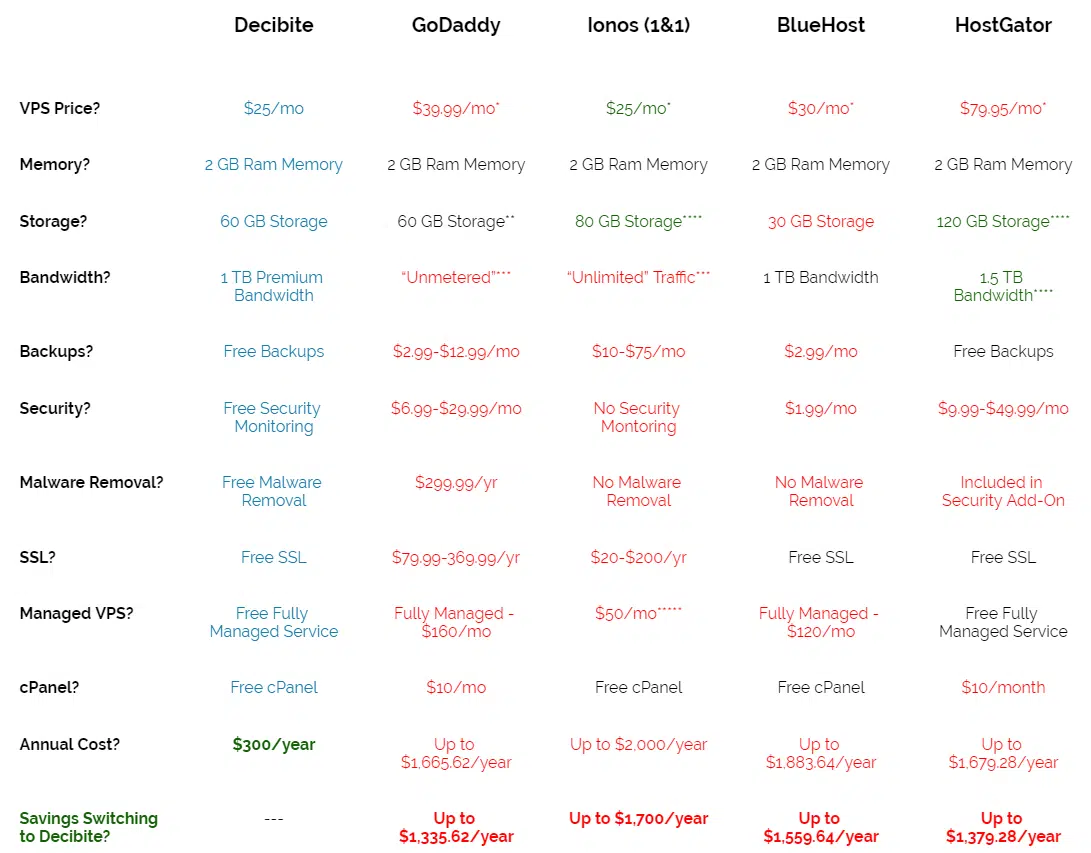 Decibite GoDaddy Ionos (1&1) BlueHost HostGator
VPS Price? $25/mo $39.99/mo* $25/mo* $30/mo* $79.95/mo*
Memory? 2 GB Ram Memory 2 GB Ram Memory 2 GB Ram Memory 2 GB Ram Memory 2 GB Ram Memory
Storage? 60 GB Storage 60 GB Storage** 80 GB Storage**** 30 GB Storage 120 GB Storage****
Bandwidth? 1 TB Premium “Unmetered”*** “Unlimited” Traffic*** 1 TB Bandwidth 1.5 TB
Bandwidth Bandwidth****
Backups? Free Backups $2.99-$12.99/mo $10-$75/mo $2.99/mo Free Backups
Security? Free Security $6.99-$29.99/mo No Security $1.99/mo $9.99-$49.99/mo
Monitoring Montoring
Malware Removal? Free Malware $299.99/yr No Malware No Malware Included in
Removal Removal Removal Security Add-On
SSL? Free SSL $79.99-369.99/yr $20-$200/yr Free SSL Free SSL
Managed VPS? Free Fully Fully Managed - $50/mo***** Fully Managed - Free Fully
Managed Service $160/mo $120/mo Managed Service
cPanel? Free cPanel $10/mo Free cPanel Free cPanel $10/month
Annual Cost? $300/year Up to Up to $2,000/year Up to Up to
$1,665.62/year $1,883.64/year $1,679.28/year
Savings Switching --- Up to Up to $1,700/year Up to Up to
to Decibite? $1,335.62/year $1,559.64/year $1,379.28/year